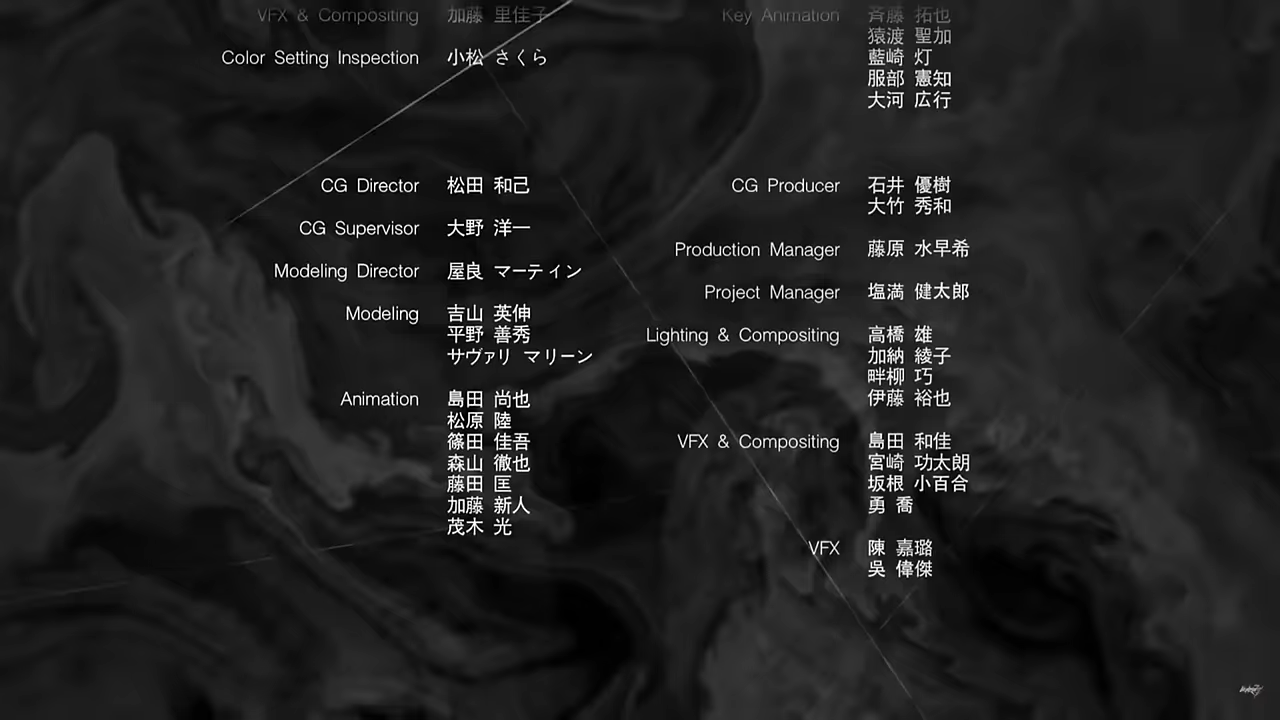 VFX & Compositing 加藤 里佳子
Color Setting Inspection 小松 さくら
CG Director 松田 和己
CG Supervisor 大野 洋一
Modeling Director 屋良 マーティン
Modeling 吉山 英伸
平野 善秀
サヴァリ マリーン
Animation 島田 尚也
松原 陸
篠田 佳吾
森山 徹也
藤田 匡
加藤 新人
茂木 光
Key Animation 斉藤 拓也
猿渡 聖加
藍崎 灯
服部 憲知
大河 広行
CG Producer 石井 優樹
大竹 秀和
Production Manager 藤原 水早希
Project Manager 塩満 健太郎
Lighting & Compositing 高橋 雄
加納 綾子
畔柳 巧
伊藤 裕也
VFX & Compositing 島田 和佳
宮崎 功太朗
坂根 小百合
勇 喬
VFX 陳 嘉璐
吳 偉傑